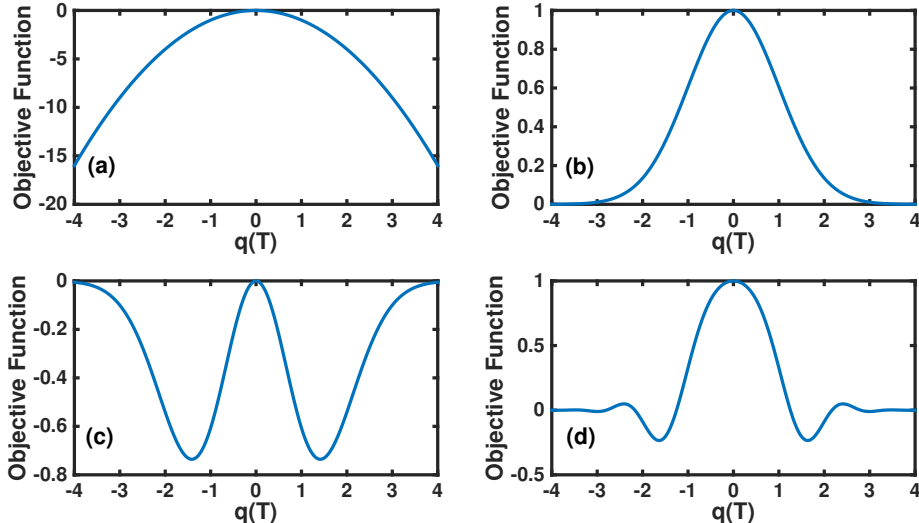 Objective Function
0
-5
-10
-15
-20
(a)
-4 -3 -2 -1 0 1 2 3 4
q(T)
Objective Function
1
0.8
0.6
0.4
0.2
0
(b)
-4 -3 -2 -1 0 1 2 3 4
q(T)
Objective Function
0
-0.2
-0.4
-0.6
-0.8
(c)
-4 -3 -2 -1 0 1 2 3 4
q(T)
Objective Function
1
0.5
0
-0.5
(d)
-4 -3 -2 -1 0 1 2 3 4
q(T)